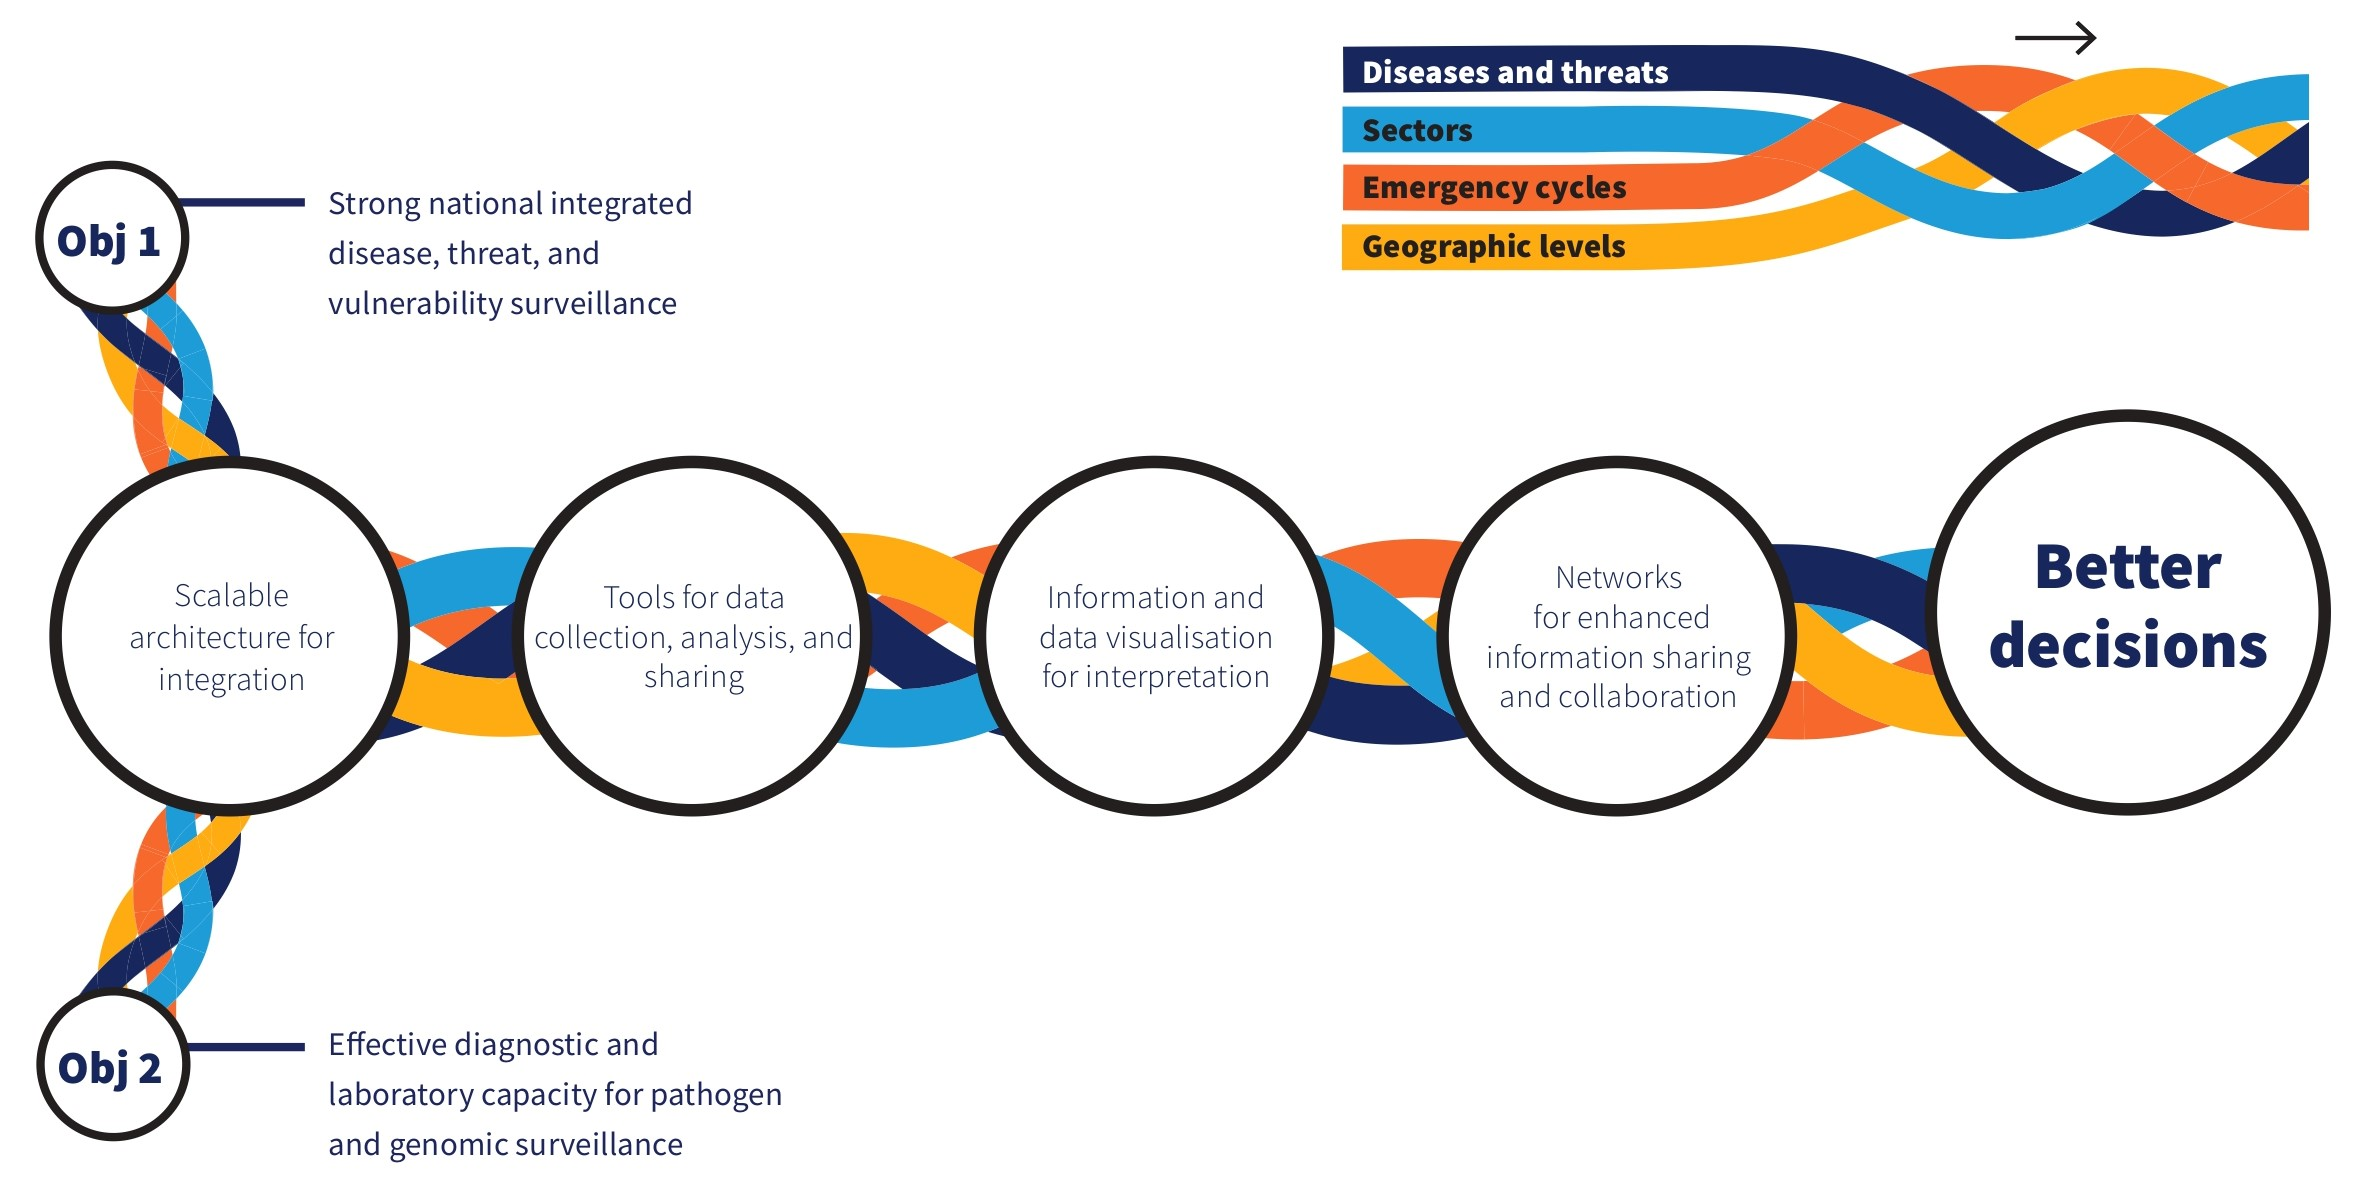 Diseases and threats
Sectors
Emergency cycles
Geographic levels
Obj 1
Strong national integrated
disease, threat, and
vulnerability surveillance
Scalable
architecture for
integration
Tools for data
collection, analysis, and
sharing
Information and
data visualisation
for interpretation
Networks
for enhanced
information sharing
and collaboration
Better
decisions
Obj 2
Effective diagnostic and
laboratory capacity for pathogen
and genomic surveillance